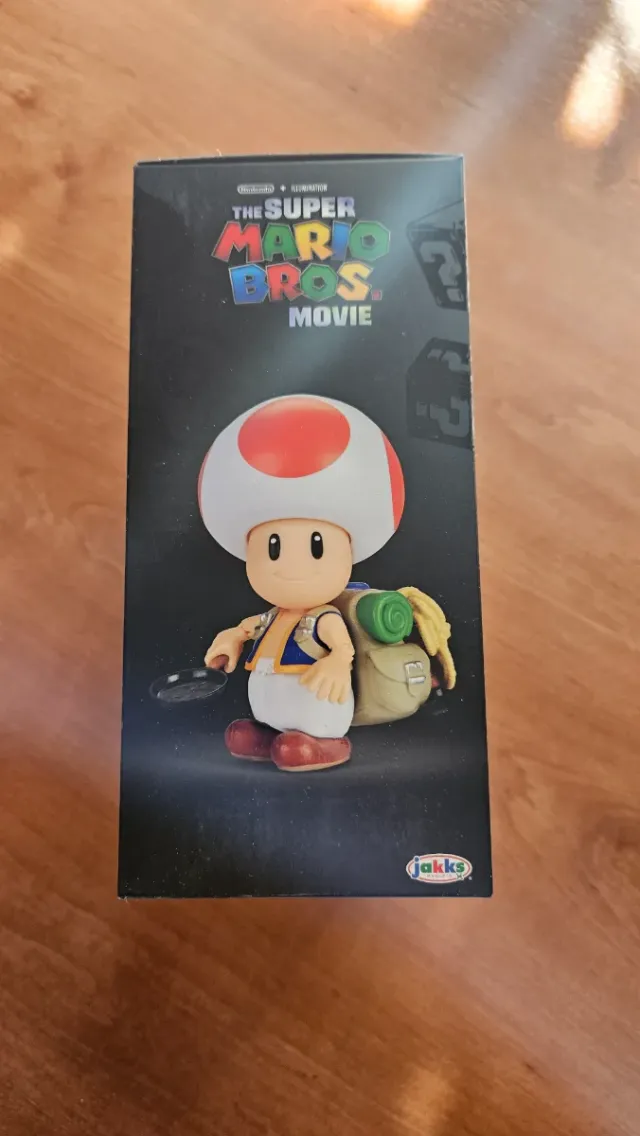 Nintendo + ILLUMINATION
THE SUPER
MARIO
BROS.
MOVIE
jakks